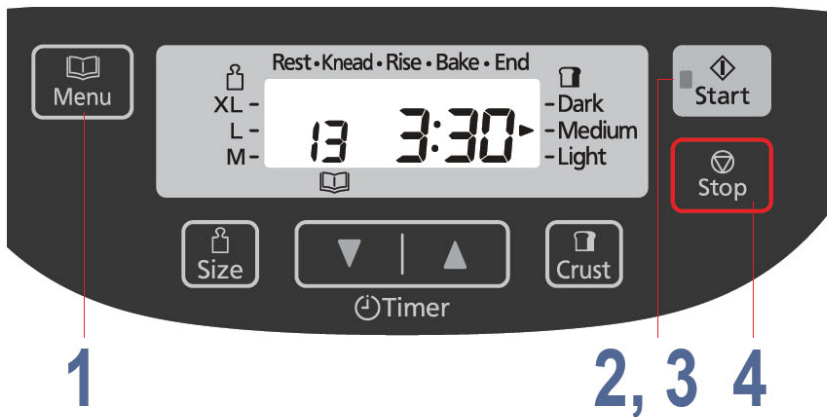 Menu
Rest • Knead • Rise • Bake • End
XL -
L -
M -
13
3:30
- Dark
- Medium
- Light
Start
Stop
Size
Timer
Crust
1
2, 3
4